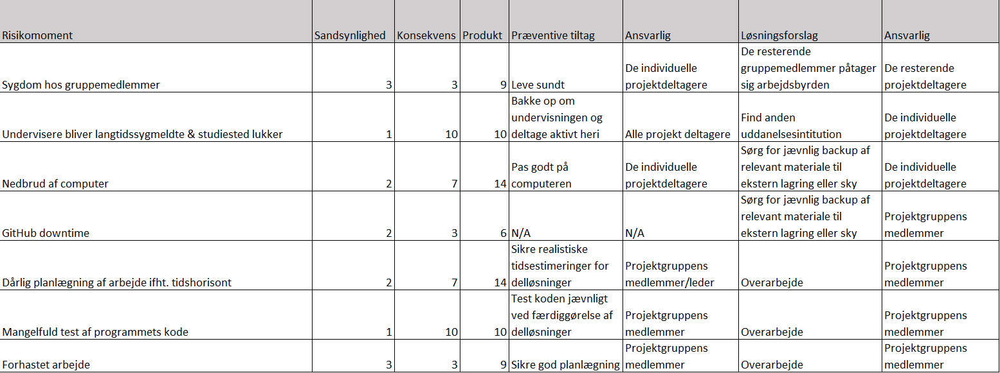 Risikomoment Sandsynlighed Konsekvens Produkt Præventive tiltag Ansvarlig Løsningsforslag Ansvarlig
Sygdom hos gruppemedlemmer 3 3 9 Leve sundt
De individuelle
projektdeltagere
De resterende
gruppemedlemmer påtager
sig arbejdsbyrden
De resterende
projektdeltagere
Undervisere bliver langtidssygmeldte & studiested lukker 1 10 10
Bakke op om
undervisningen og
deltage aktivt heri
Alle projekt deltagere
Find anden
uddanelsesintitution
De individuelle
projektdeltagere
Nedbrud af computer 2 7 14
Pas godt på
computeren
De individuelle
projektdeltagere
Sørg for jævnlig backup af
relevant materiale til
ekstern lagring eller sky
De individuelle
projektdeltagere
GitHub downtime 2 3 6 N/A N/A
Sørg for jævnlig backup af
relevant materiale til
ekstern lagring eller sky
Projektgruppens
medlemmer
Dårlig planlægning af arbejde ifht. tidshorisont 2 7 14
Sikre realistiske
tidsestimeringer for
delløsninger
Projektgruppens
medlemmer/leder
Overarbejde
Projektgruppens
medlemmer
Mangelfuld test af programmets kode 1 10 10
Test koden jævnligt
ved færdiggørelse af
delløsninger
Projektgruppens
medlemmer
Overarbejde
Projektgruppens
medlemmer
Forhastet arbejde 3 3 9 Sikre god planlægning
Projektgruppens
medlemmer
Overarbejde
Projektgruppens
medlemmer